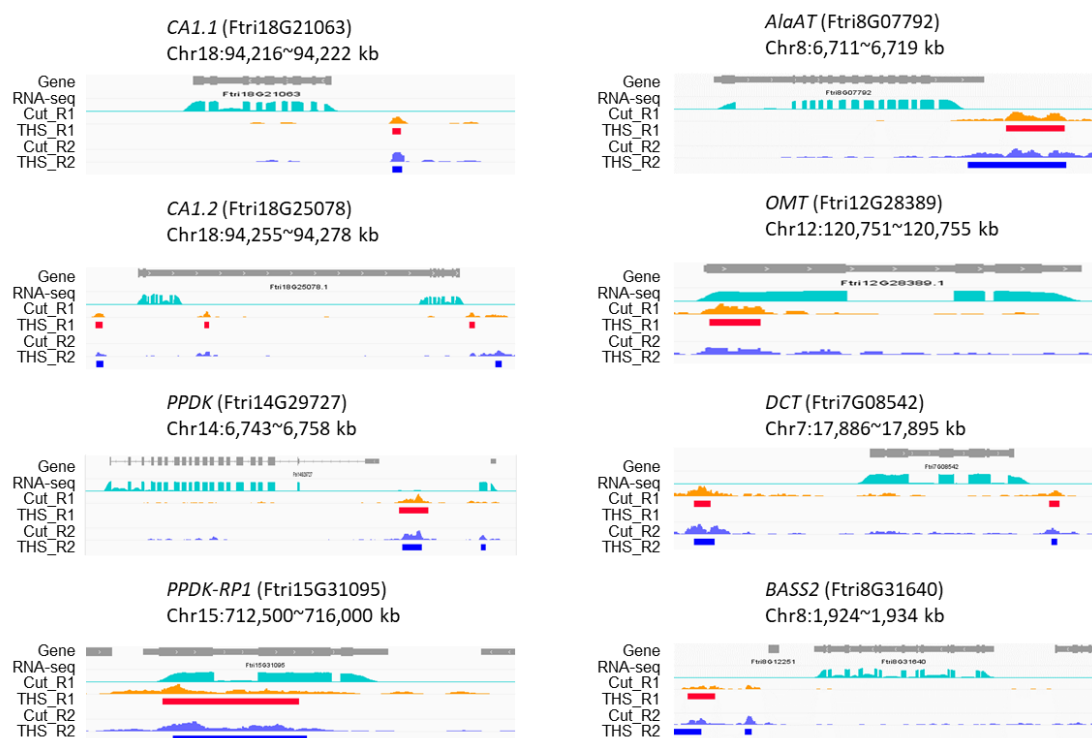 CA1.1 (Ftri18G21063)
Chr18:94,216~94,222 kb
Gene
Ftri18G21063
RNA-seq
Cut_R1
THS_R1
Cut_R2
THS_R2
CA1.2 (Ftri18G25078)
Chr18:94,255~94,278 kb
Gene
Ftri18G25078.1
RNA-seq
Cut_R1
THS_R1
Cut_R2
THS_R2
PPDK (Ftri14G29727)
Chr14:6,743~6,758 kb
Gene
RNA-seq
Cut_R1
THS_R1
Cut_R2
THS_R2
PPDK-RP1 (Ftri15G31095)
Chr15:712,500~716,000 kb
Gene
Ftri15G31095
RNA-seq
Cut_R1
THS_R1
Cut_R2
THS_R2
AlaAT (Ftri8G07792)
Chr8:6,711~6,719 kb
Gene
Ftri8G07792
RNA-seq
Cut_R1
THS_R1
Cut_R2
THS_R2
OMT (Ftri12G28389)
Chr12:120,751~120,755 kb
Gene
Ftri12G28389.1
RNA-seq
Cut_R1
THS_R1
Cut_R2
THS_R2
DCT (Ftri7G08542)
Chr7:17,886~17,895 kb
Gene
Ftri7G08542
RNA-seq
Cut_R1
THS_R1
Cut_R2
THS_R2
BASS2 (Ftri8G31640)
Chr8:1,924~1,934 kb
Gene
Ftri8G12251 Ftri8G31640
RNA-seq
Cut_R1
THS_R1
Cut_R2
THS_R2